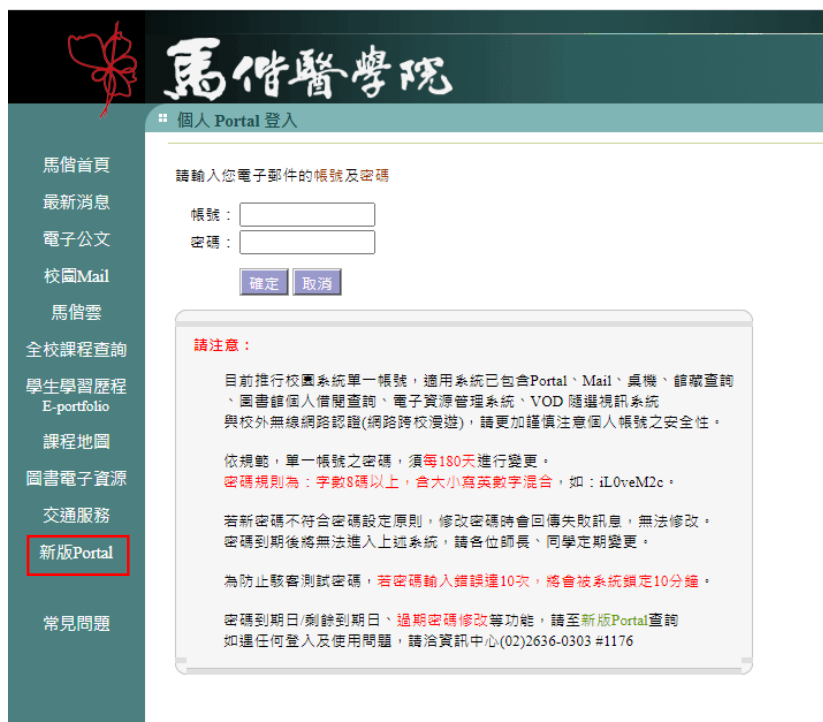 馬偕醫學院
個人 Portal 登入
馬偕首頁
最新消息
電子公文
校園Mail
馬偕雲
全校課程查詢
學生學習歷程
E-portfolio
課程地圖
圖書電子資源
交通服務
新版Portal
常見問題
請輸入您電子郵件的帳號及密碼
帳號：
密碼：
確定 取消
請注意：
目前推行校園系統單一帳號，適用系統已包含Portal、Mail、桌機、館藏查詢
、圖書館個人借閱查詢、電子資源管理系統、VOD 隨選視訊系統
與校外無線網路認證(網路跨校漫遊)，請更加謹慎注意個人帳號之安全性。
依規範，單一帳號之密碼，須每180天進行變更。
密碼規則為：字數8碼以上，含大小寫英數字混合，如：iL0veM2c。
若新密碼不符合密碼設定原則，修改密碼時會回傳失敗訊息，無法修改。
密碼到期後將無法進入上述系統，請各位師長、同學定期變更。
為防止駭客測試密碼，若密碼輸入錯誤達10次，將會被系統鎖定10分鐘。
密碼到期日/剩餘到期日、過期密碼修改等功能，請至新版Portal查詢
如遇任何登入及使用問題，請洽資訊中心(02)2636-0303 #1176